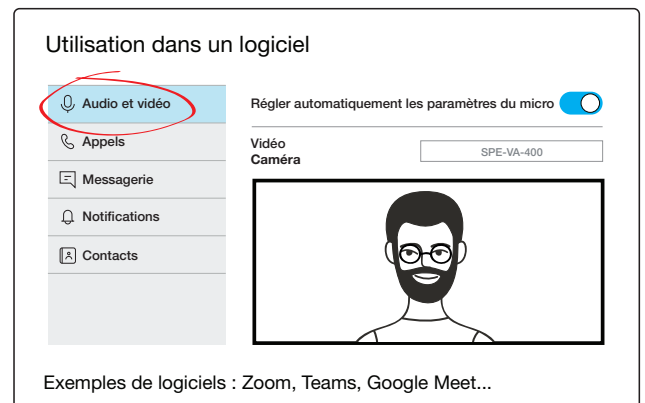 Utilisation dans un logiciel
Audio et vidéo
Appels
Messagerie
Notifications
Contacts
Régler automatiquement les paramètres du micro
Vidéo
Caméra
SPE-VA-400
Exemples de logiciels : Zoom, Teams, Google Meet...